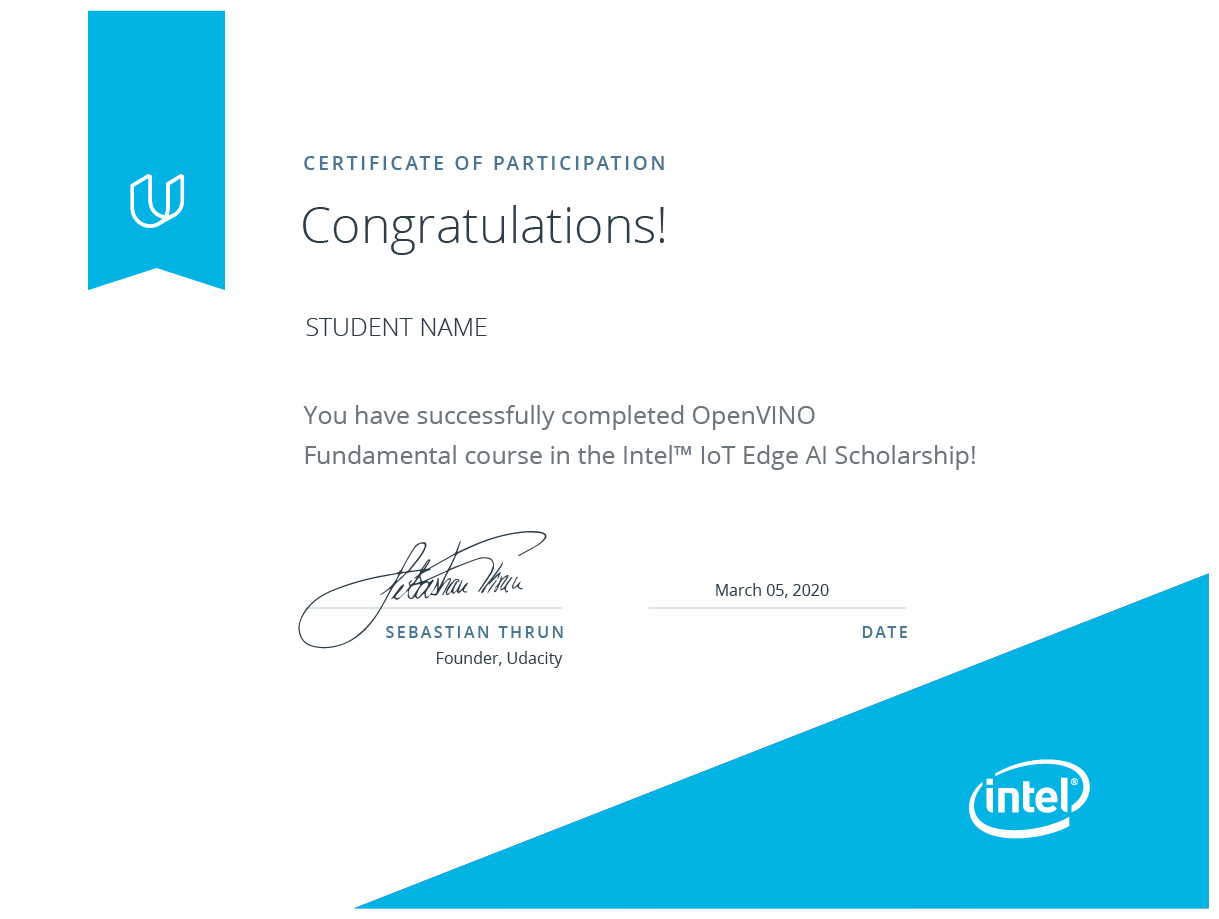 CERTIFICATE OF PARTICIPATION
Congratulations!
STUDENT NAME
You have successfully completed OpenVINO
Fundamental course in the Intel™ IoT Edge AI Scholarship!
Sebastian Thrun
March 05, 2020
SEBASTIAN THRUN
DATE
Founder, Udacity
intel®